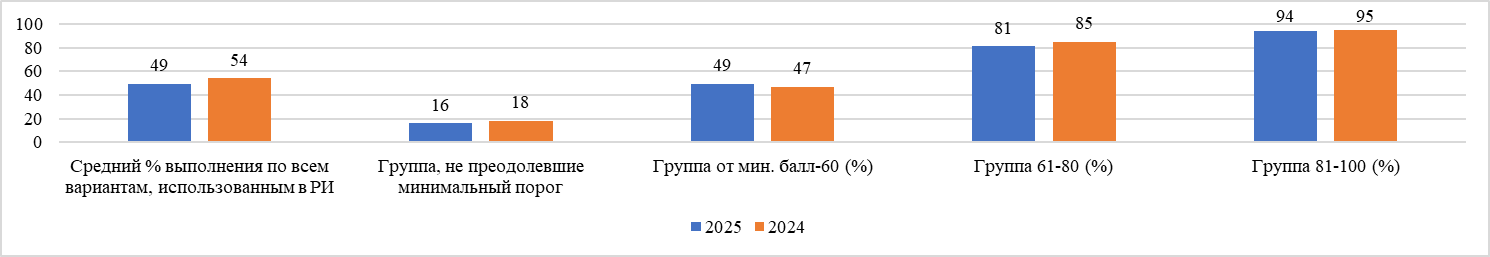 100
80
60
40
20
0
49
54
16
18
49
47
81
85
94
95
Средний % выполнения по всем
вариантам, использованным в РИ
Группа, не преодолевшие
минимальный порог
Группа от мин. балл-60 (%)
Группа 61-80 (%)
Группа 81-100 (%)
2025
2024